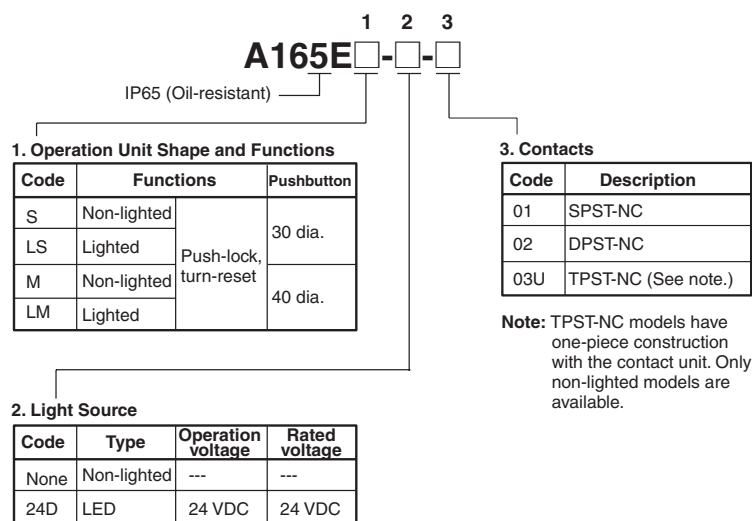 1 2 3
A165E□-□-□
IP65 (Oil-resistant)
1. Operation Unit Shape and Functions
Code Functions Pushbutton
S Non-lighted Push-lock, turn-reset 30 dia.
LS Lighted
M Non-lighted 40 dia.
LM Lighted
3. Contacts
Code Description
01 SPST-NC
02 DPST-NC
03U TPST-NC (See note.)
Note: TPST-NC models have
one-piece construction
with the contact unit. Only
non-lighted models are
available.
2. Light Source
Code Type Operation voltage Rated voltage
None Non-lighted --- ---
24D LED 24 VDC 24 VDC